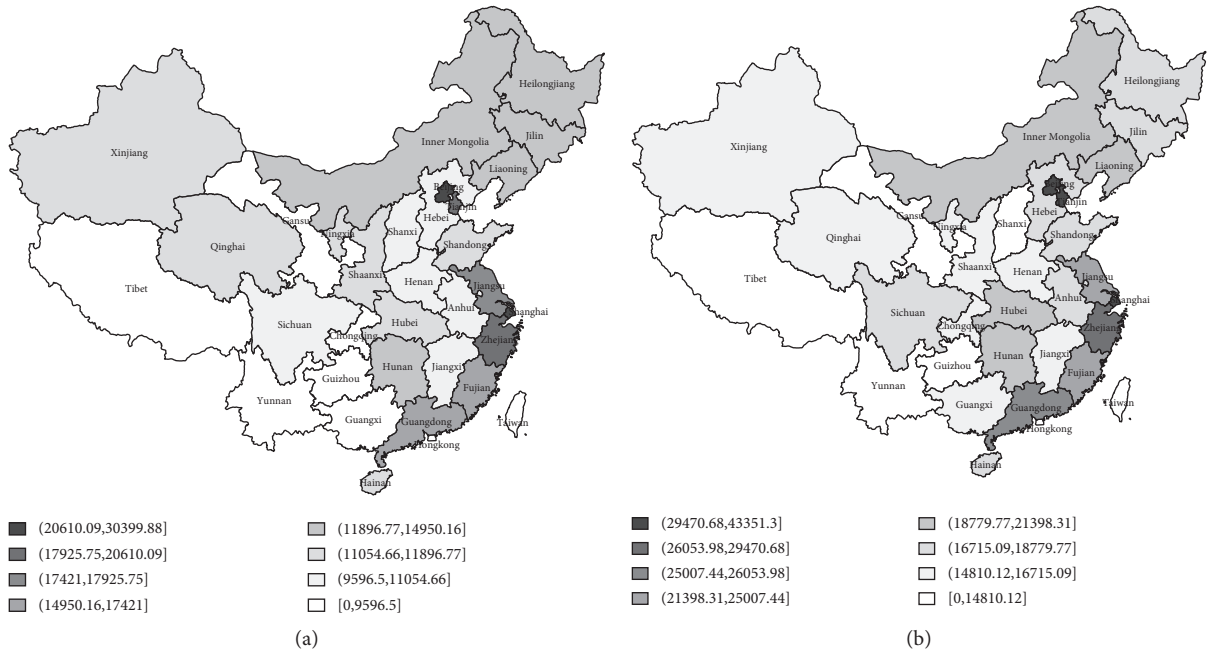 Heilongjiang
Jilin
Inner Mongolia
Liaoning
Xinjiang
Beijing
Tianjin
Gansu
Hebei
Ningxia
Shanxi
Qinghai
Shandong
Shaanxi
Henan
Jiangsu
Tibet
Anhui
Shanghai
Sichuan
Hubei
Chongqing
Zhejiang
Hunan
Jiangxi
Guizhou
Fujian
Yunnan
Guangxi
Guangdong
Taiwan
Hongkong
Hainan
(20610.09,30399.88]
(17925.75,20610.09]
(17421,17925.75]
(14950.16,17421]
(11896.77,14950.16]
(11054.66,11896.77]
(9596.5,11054.66]
[0,9596.5]
(a)
Heilongjiang
Jilin
Inner Mongolia
Liaoning
Xinjiang
Beijing
Tianjin
Gansu
Hebei
Ningxia
Shanxi
Qinghai
Shandong
Shaanxi
Henan
Jiangsu
Tibet
Anhui
Shanghai
Sichuan
Hubei
Chongqing
Zhejiang
Hunan
Jiangxi
Guizhou
Fujian
Yunnan
Guangxi
Guangdong
Taiwan
Hongkong
Hainan
(29470.68,43351.3]
(26053.98,29470.68]
(25007.44,26053.98]
(21398.31,25007.44]
(18779.77,21398.31]
(16715.09,18779.77]
(14810.12,16715.09]
[0,14810.12]
(b)